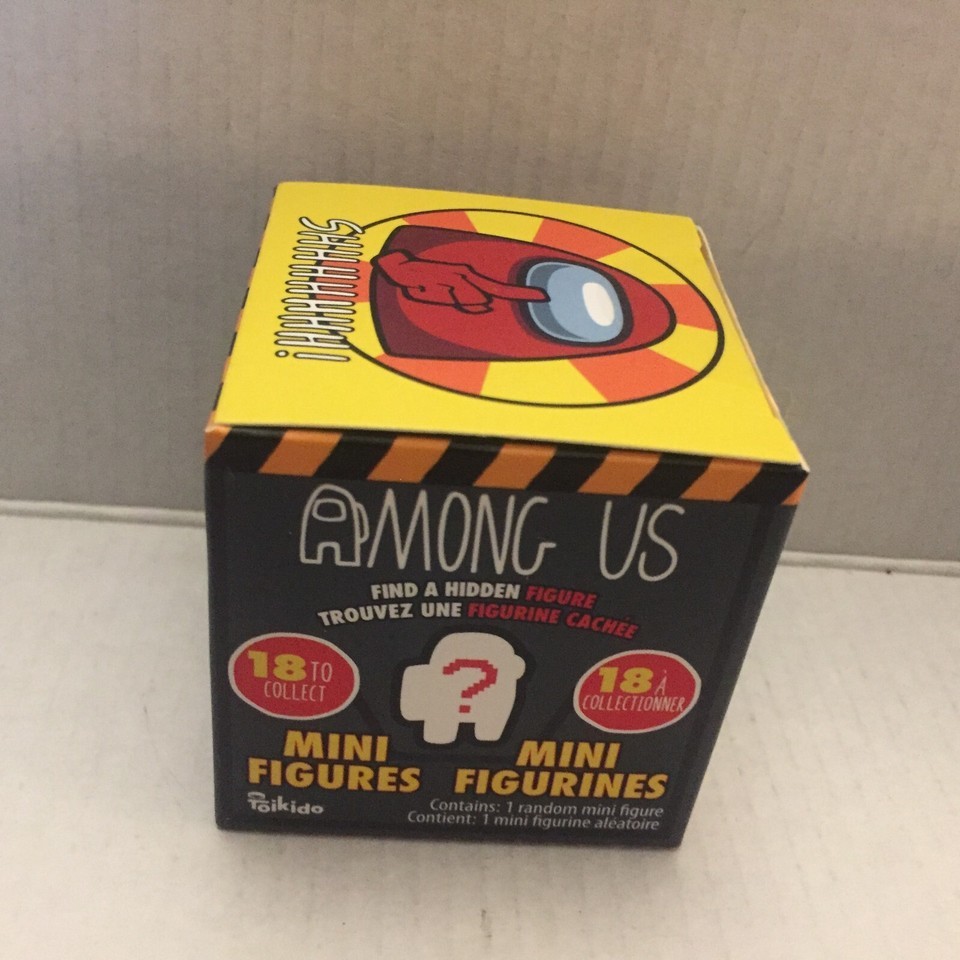 SHHHHHHH!
AMONG US
FIND A HIDDEN FIGURE
TROUVEZ UNE FIGURINE CACHÉE
18 TO
COLLECT
?
18 À
COLLECTIONNER
MINI
FIGURES
MINI
FIGURINES
Toikido
Contains: 1 random mini figure
Contient: 1 mini figurine aléatoire